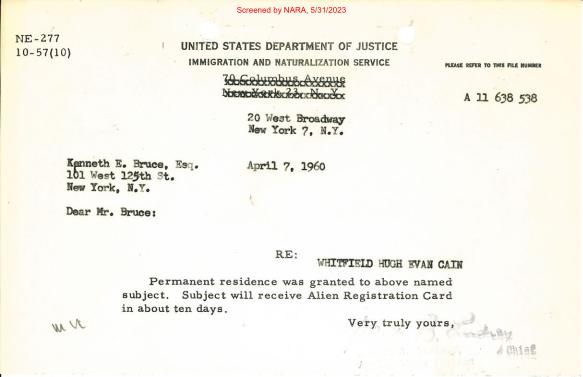 Screened by NARA, 5/31/2023
NE-277
10-57(10)
UNITED STATES DEPARTMENT OF JUSTICE
IMMIGRATION AND NATURALIZATION SERVICE
PLEASE REFER TO THIS FILE NUMBER
70 Columbus Avenue
New York 23, N. Y.
A 11 638 538
20 West Broadway
New York 7, N.Y.
Kenneth E. Bruce, Esq.
April 7, 1960
101 West 125th St.
New York, N.Y.
Dear Mr. Bruce:
RE:
WHITFIELD HUGH EVAN CAIN
Permanent residence was granted to above named
subject. Subject will receive Alien Registration Card
in about ten days.
Very truly yours,
Chief